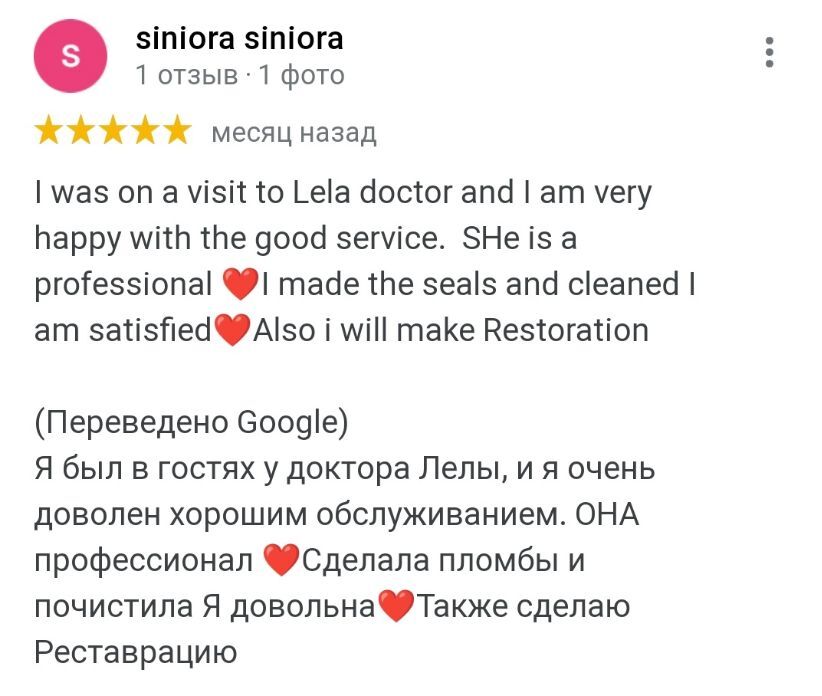 S
siniora siniora
1 отзыв · 1 фото
★★★★★ месяц назад
I was on a visit to Lela doctor and I am very
happy with the good service.  SHe is a
professional ❤️I made the seals and cleaned I
am satisfied❤️Also i will make Restoration
(Переведено Google)
Я был в гостях у доктора Лелы, и я очень
доволен хорошим обслуживанием. ОНА
профессионал ❤️Сделала пломбы и
почистила Я довольна❤️Также сделаю
Реставрацию